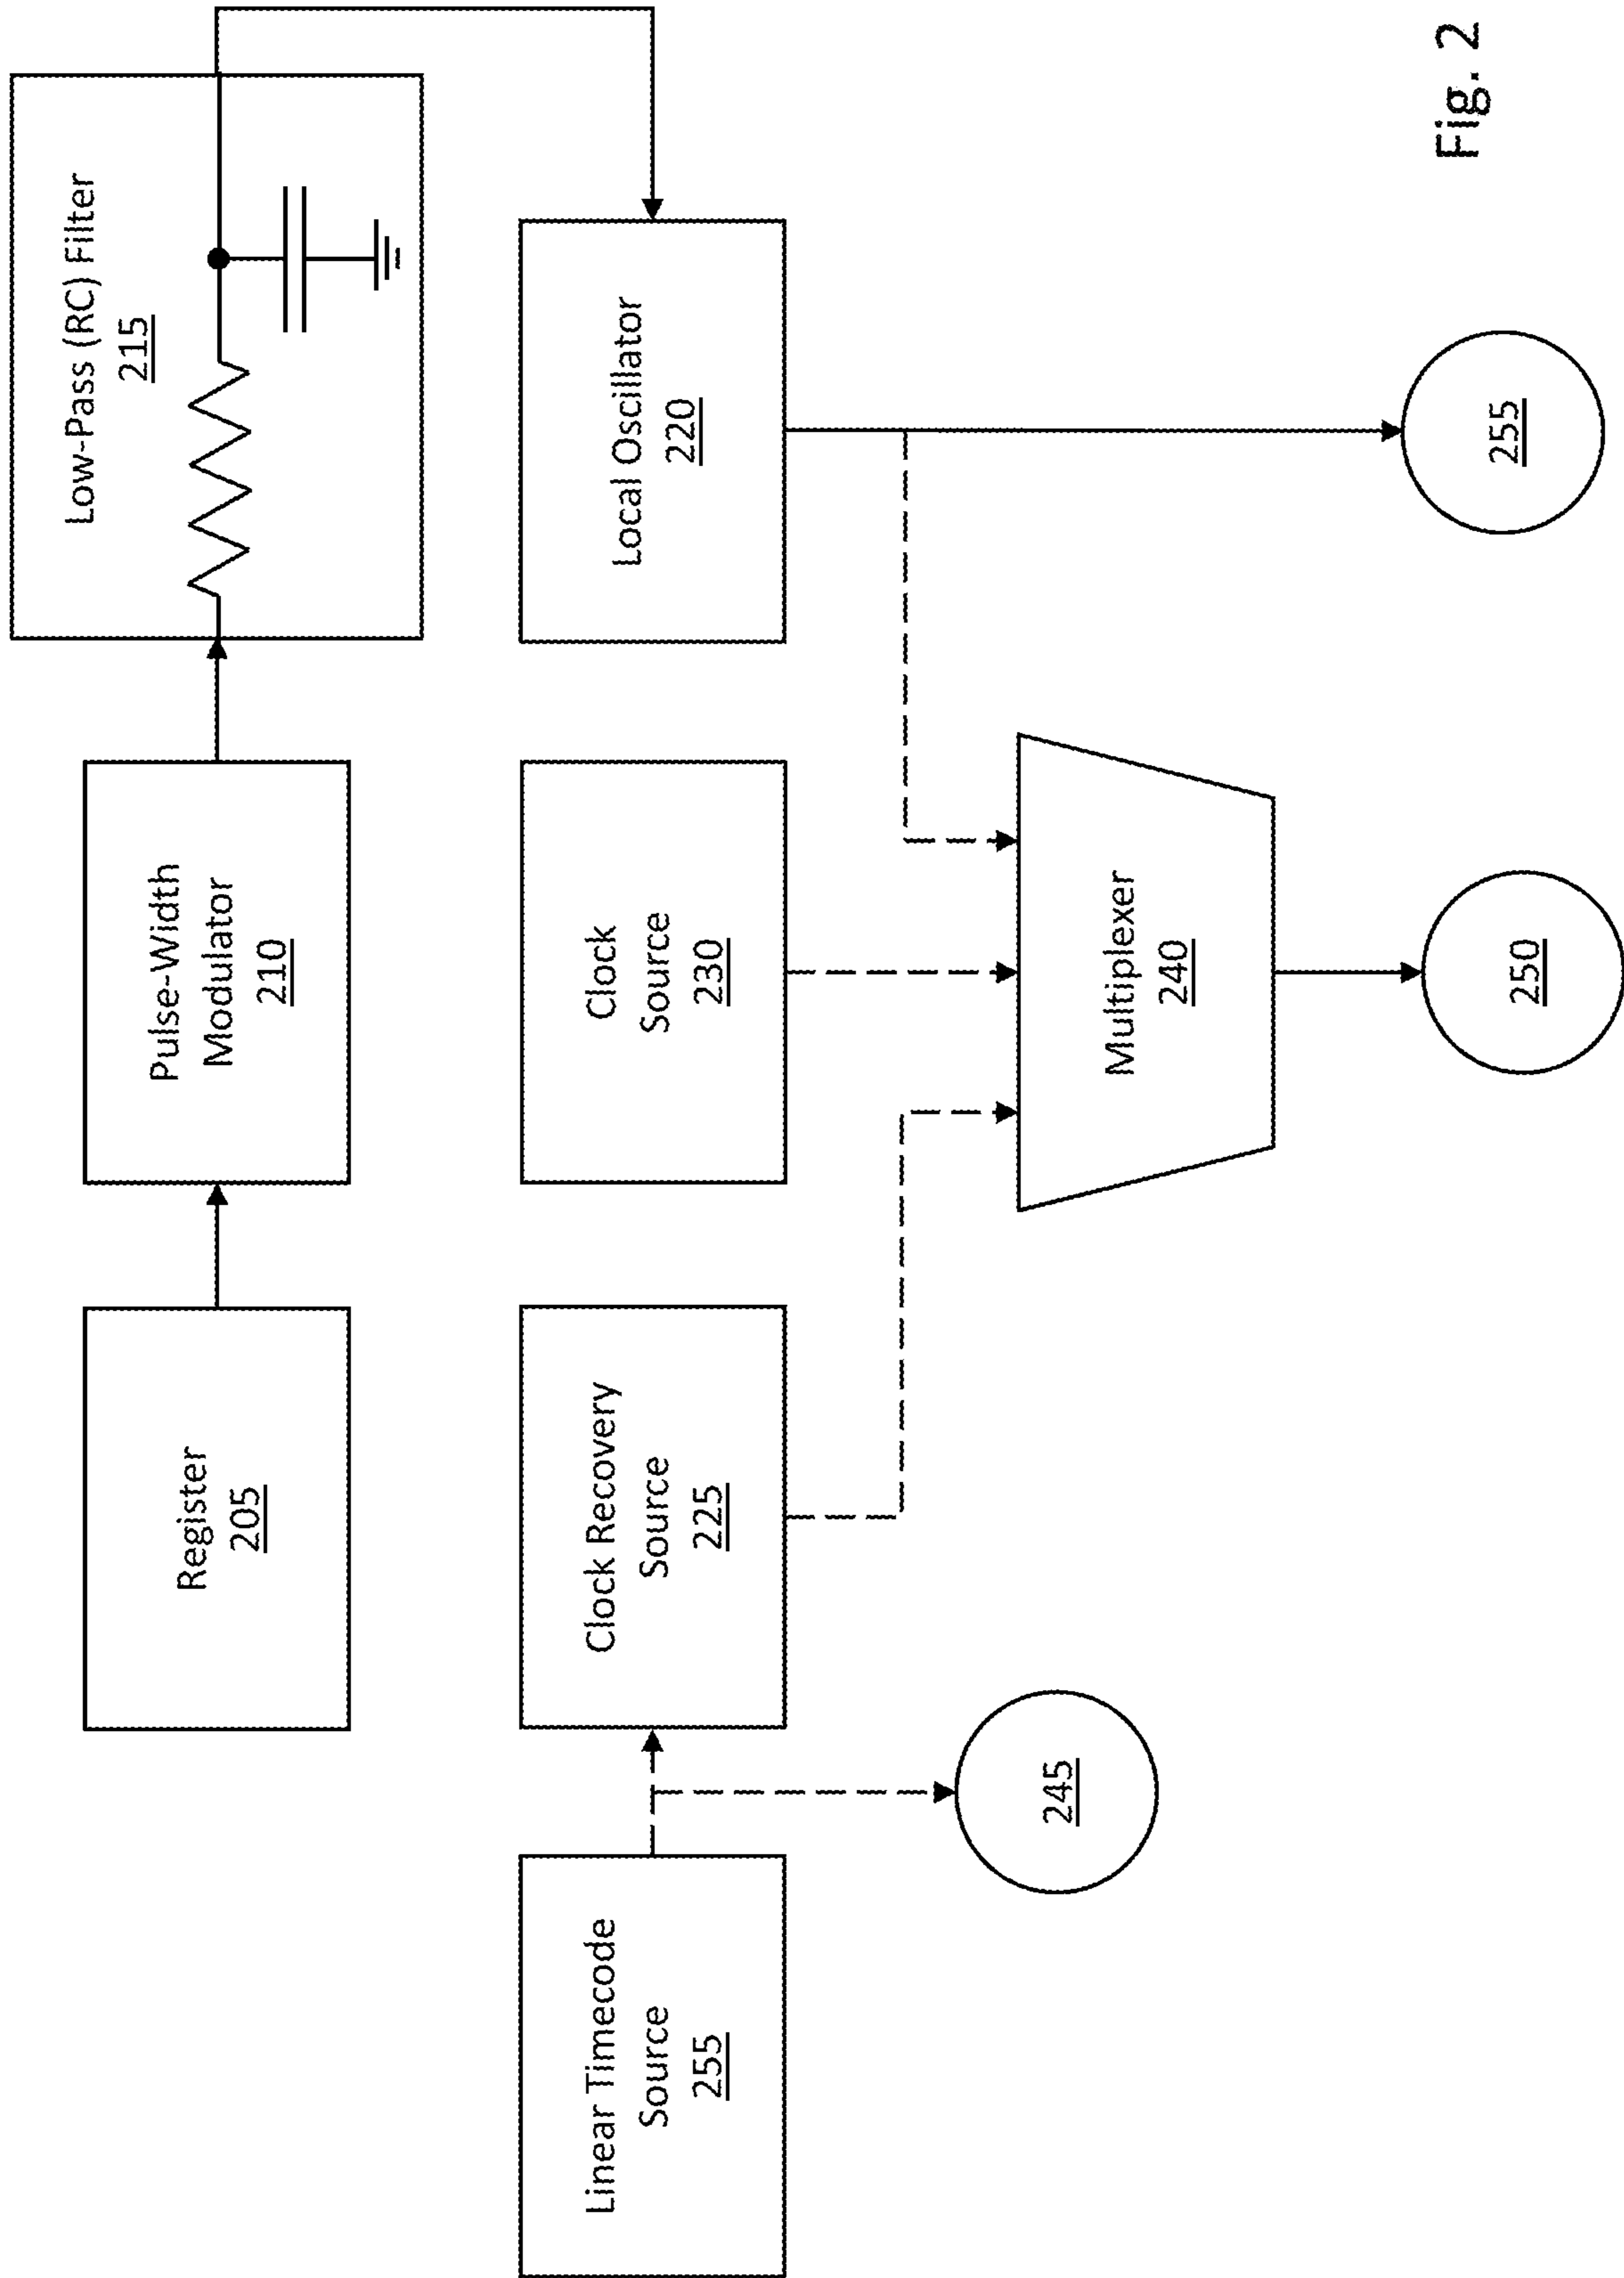 Register
205
Pulse-Width
Modulator
210
Low-Pass (RC) Filter
215
Linear Timecode
Source
255
Clock Recovery
Source
225
Clock
Source
230
Local Oscillator
220
245
Multiplexer
240
250
255
Fig. 2